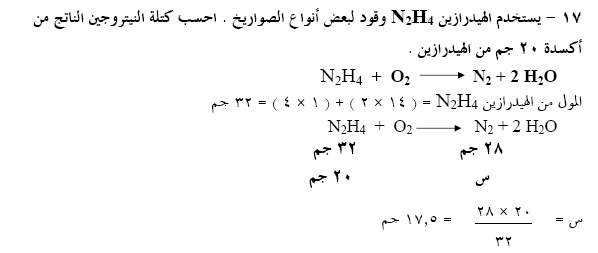 ١٧ – يستخدم الهيدرازين N₂H₄ وقود لبعض أنواع الصواريخ . احسب كتلة النيتروجين الناتج من
أكسدة ٢٠ جم من الهيدرازين .
N₂H₄ + O₂ ⟶ N₂ + 2 H₂O
المول من الهيدرازين N₂H₄ = ( ١٤ × ٢ ) + ( ١ × ٤ ) = ٣٢ جم
N₂H₄ + O₂ ⟶ N₂ + 2 H₂O
٣٢ جم ٢٨ جم
٢٠ جم س
س = ٢٨ × ٢٠ / ٣٢ = ١٧,٥ جم